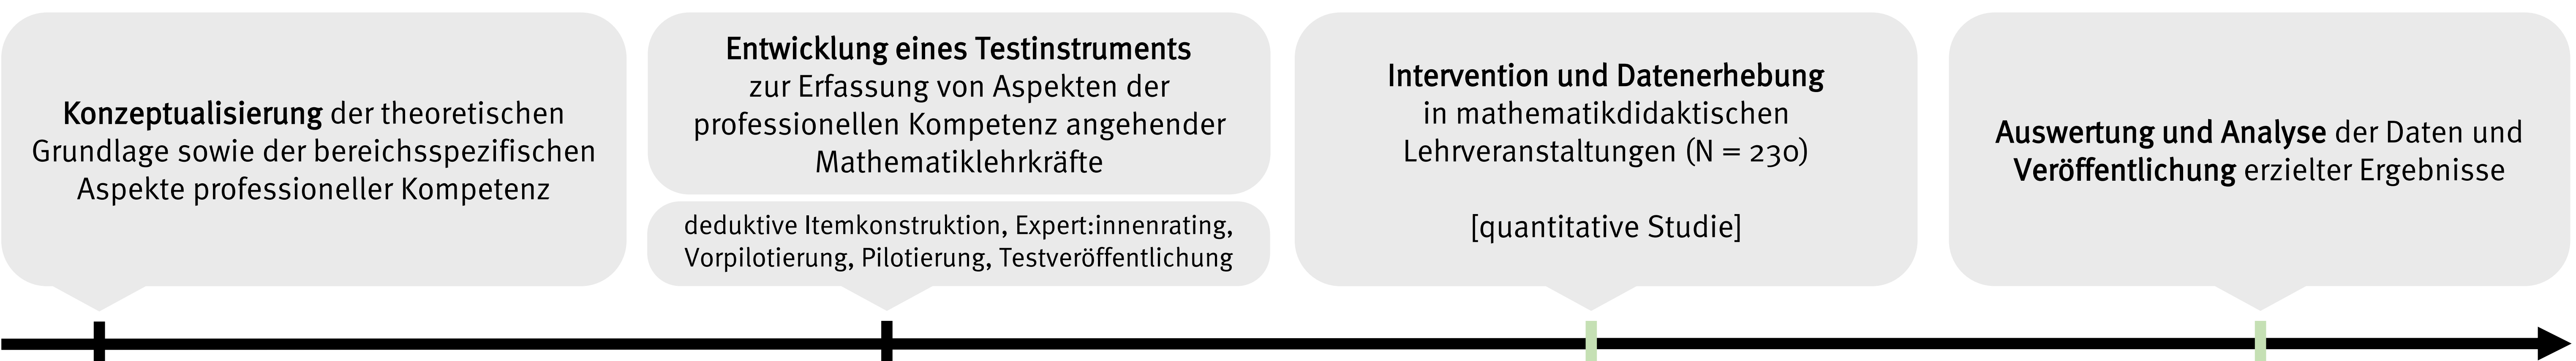 Konzeptualisierung der theoretischen
Grundlage sowie der bereichsspezifischen
Aspekte professioneller Kompetenz
Entwicklung eines Testinstruments
zur Erfassung von Aspekten der
professionellen Kompetenz angehender
Mathematiklehrkräfte
deduktive Itemkonstruktion, Expert:innenrating,
Vorpilotierung, Pilotierung, Testveröffentlichung
Intervention und Datenerhebung
in mathematikdidaktischen
Lehrveranstaltungen (N = 230)
[quantitative Studie]
Auswertung und Analyse der Daten und
Veröffentlichung erzielter Ergebnisse